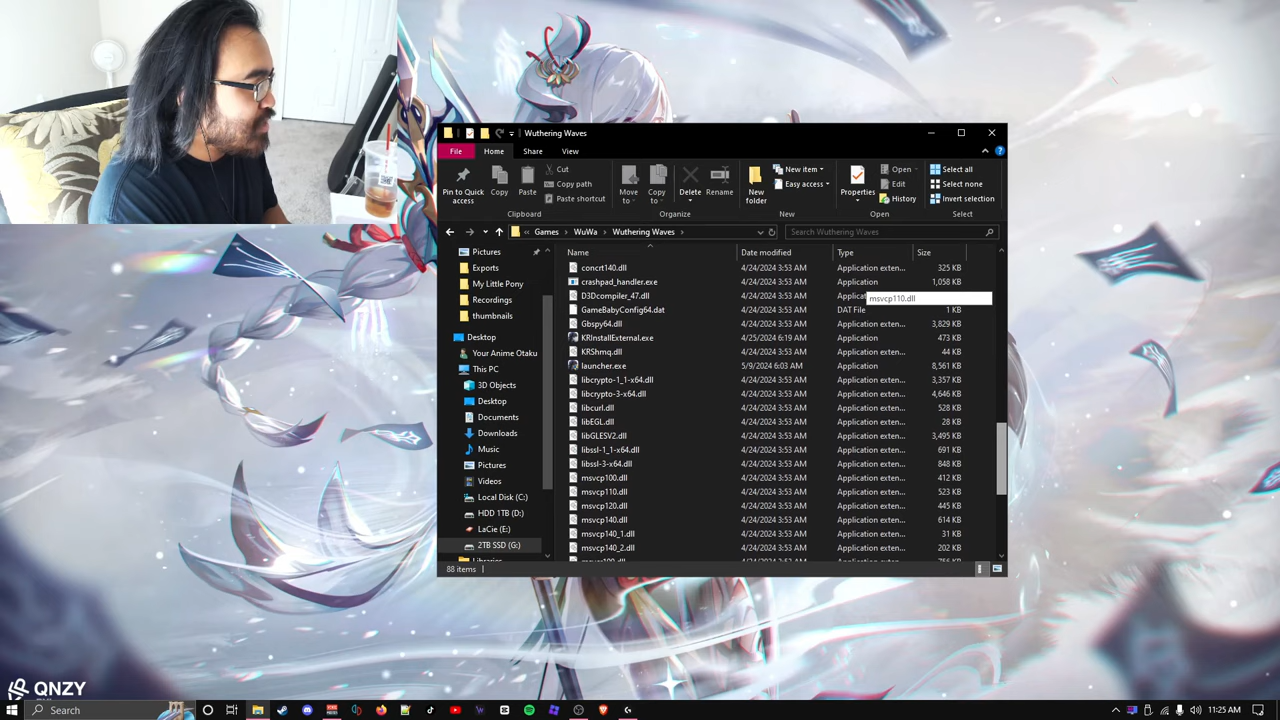 Wuthering Waves
File Home Share View
Pin to Quick access
Copy
Paste
Cut
Copy path
Paste shortcut
Clipboard
Move to
Copy to
Delete
Rename
Organize
New folder
New item
Easy access
New
Properties
Open
Edit
History
Open
Select all
Select none
Invert selection
Select
« Games > WuWa > Wuthering Waves >
Search Wuthering Waves
Name Date modified Type Size
Pictures
Exports
My Little Pony
Recordings
thumbnails
Desktop
Your Anime Otaku
This PC
3D Objects
Desktop
Documents
Downloads
Music
Pictures
Videos
Local Disk (C:)
HDD 1TB (D:)
LaCie (E:)
2TB SSD (G:)
Libraries
concrt140.dll 4/24/2024 3:53 AM Application exten... 325 KB
crashpad_handler.exe 4/24/2024 3:53 AM Application 1,058 KB
D3Dcompiler_47.dll 4/24/2024 3:53 AM Applicat
msvcp110.dll
GameBabyConfig64.dat 4/24/2024 3:53 AM DAT File 1 KB
Gbspy64.dll 4/24/2024 3:53 AM Application exten... 3,829 KB
KRInstallExternal.exe 4/25/2024 6:19 AM Application 473 KB
KRShmq.dll 4/24/2024 3:53 AM Application exten... 44 KB
launcher.exe 5/9/2024 6:03 AM Application 8,561 KB
libcrypto-1_1-x64.dll 4/24/2024 3:53 AM Application exten... 3,357 KB
libcrypto-3-x64.dll 4/24/2024 3:53 AM Application exten... 4,646 KB
libcurl.dll 4/24/2024 3:53 AM Application exten... 528 KB
libEGL.dll 4/24/2024 3:53 AM Application exten... 28 KB
libGLESV2.dll 4/24/2024 3:53 AM Application exten... 3,495 KB
libssl-1_1-x64.dll 4/24/2024 3:53 AM Application exten... 691 KB
libssl-3-x64.dll 4/24/2024 3:53 AM Application exten... 848 KB
msvcp100.dll 4/24/2024 3:53 AM Application exten... 412 KB
msvcp110.dll 4/24/2024 3:53 AM Application exten... 523 KB
msvcp120.dll 4/24/2024 3:53 AM Application exten... 445 KB
msvcp140.dll 4/24/2024 3:53 AM Application exten... 614 KB
msvcp140_1.dll 4/24/2024 3:53 AM Application exten... 31 KB
msvcp140_2.dll 4/24/2024 3:53 AM Application exten... 202 KB
88 items
QNZY
Search
11:25 AM